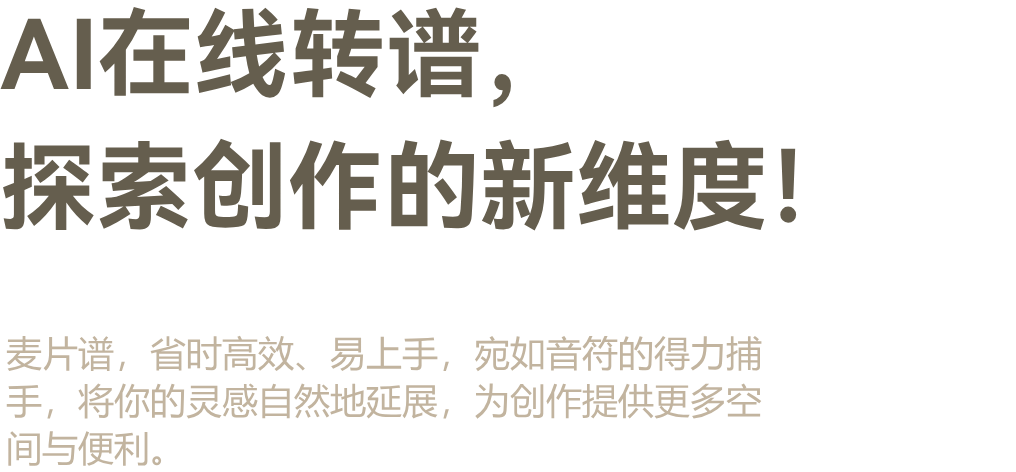 AI在线转谱，
探索创作的新维度！
麦片谱，省时高效、易上手，宛如音符的得力捕
手，将你的灵感自然地延展，为创作提供更多空
间与便利。